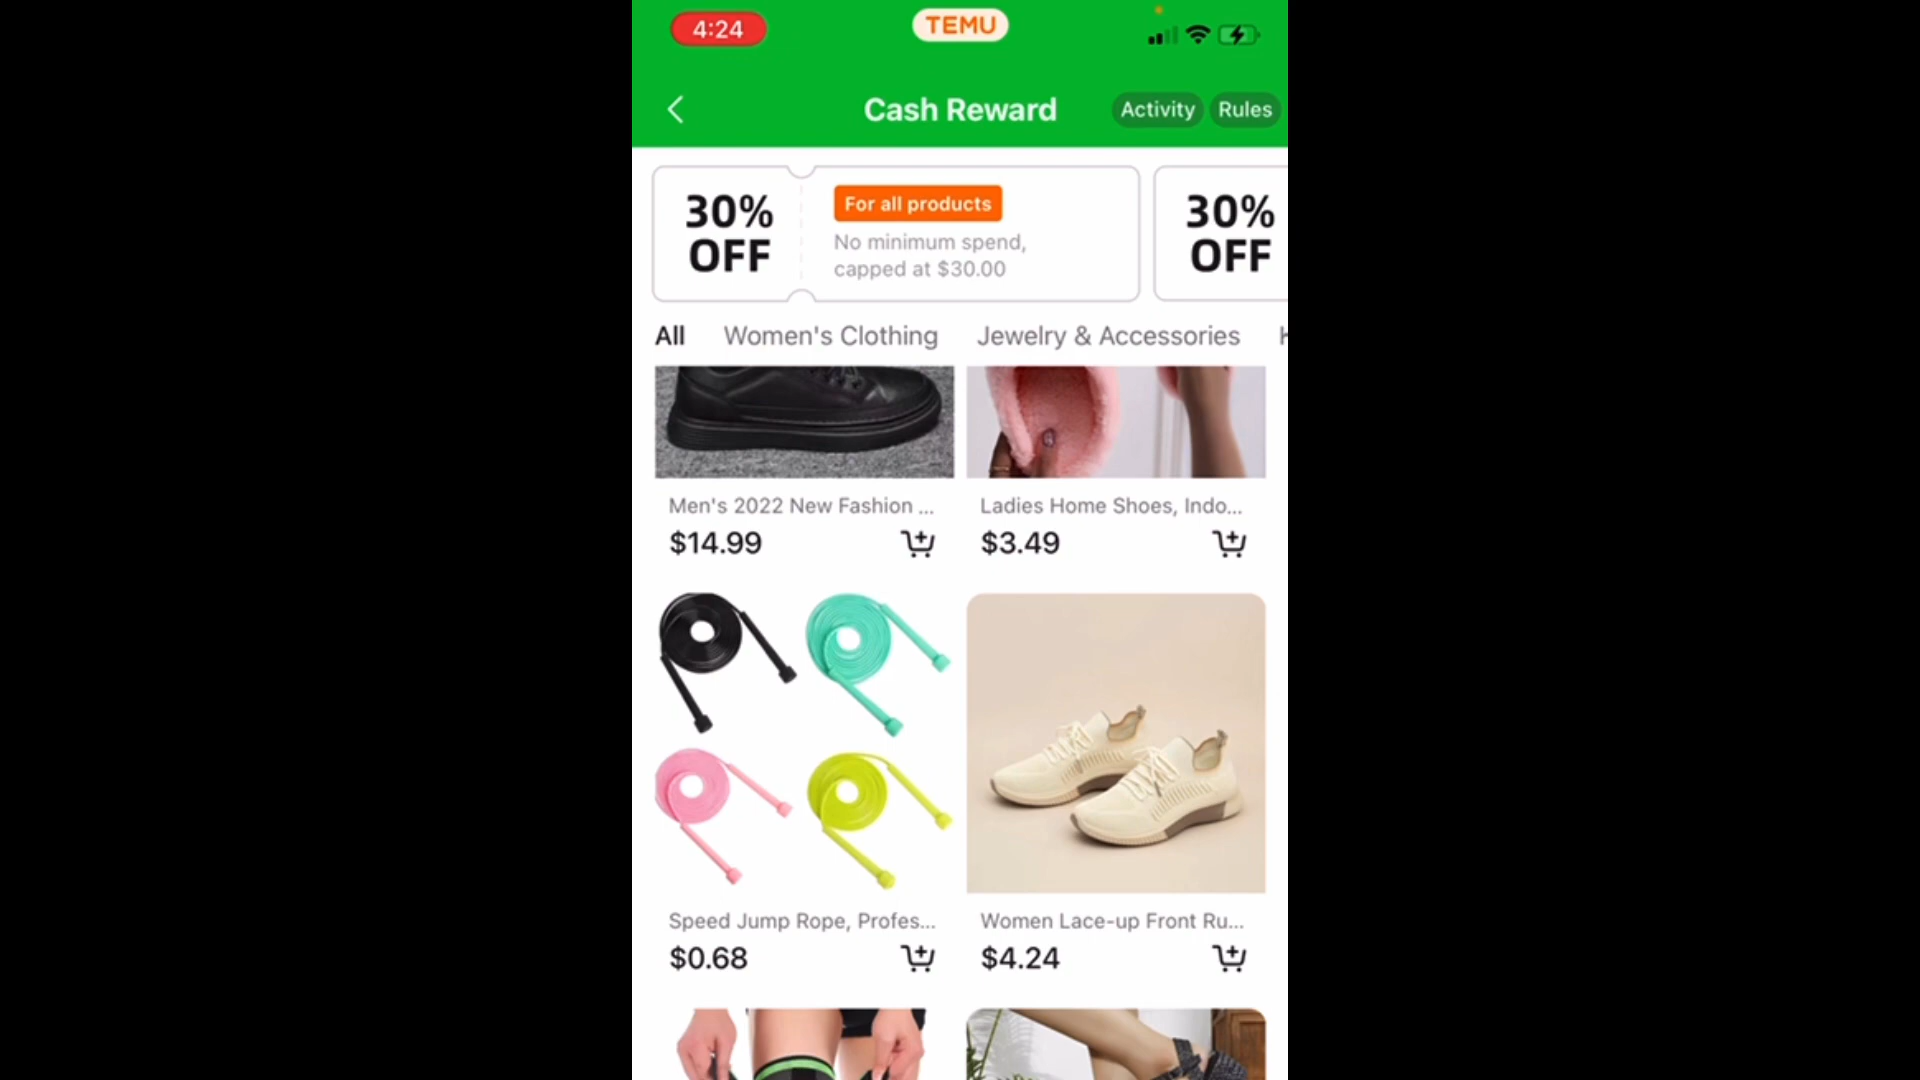 4:24
TEMU
Cash Reward
Activity
Rules
30%
OFF
For all products
No minimum spend,
capped at $30.00
30%
OFF
All
Women's Clothing
Jewelry & Accessories
Men's 2022 New Fashion ...
$14.99
Ladies Home Shoes, Indo...
$3.49
Speed Jump Rope, Profes...
$0.68
Women Lace-up Front Ru...
$4.24